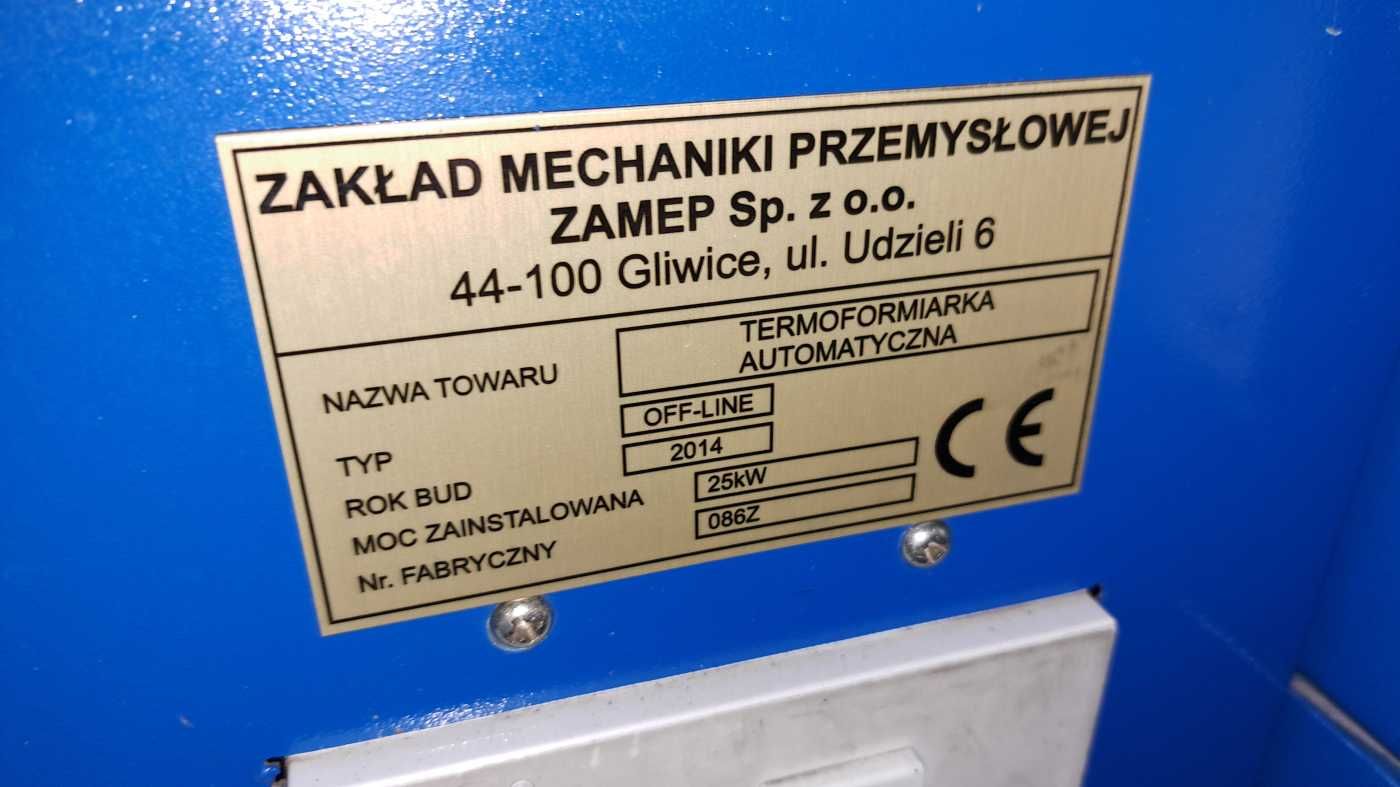 ZAKŁAD MECHANIKI PRZEMYSŁOWEJ
ZAMEP Sp. z o.o.
44-100 Gliwice, ul. Udzieli 6
NAZWA TOWARU
TERMOFORMIARKA
AUTOMATYCZNA
TYP
OFF-LINE
ROK BUD
2014
MOC ZAINSTALOWANA
25kW
Nr. FABRYCZNY
086Z
CE